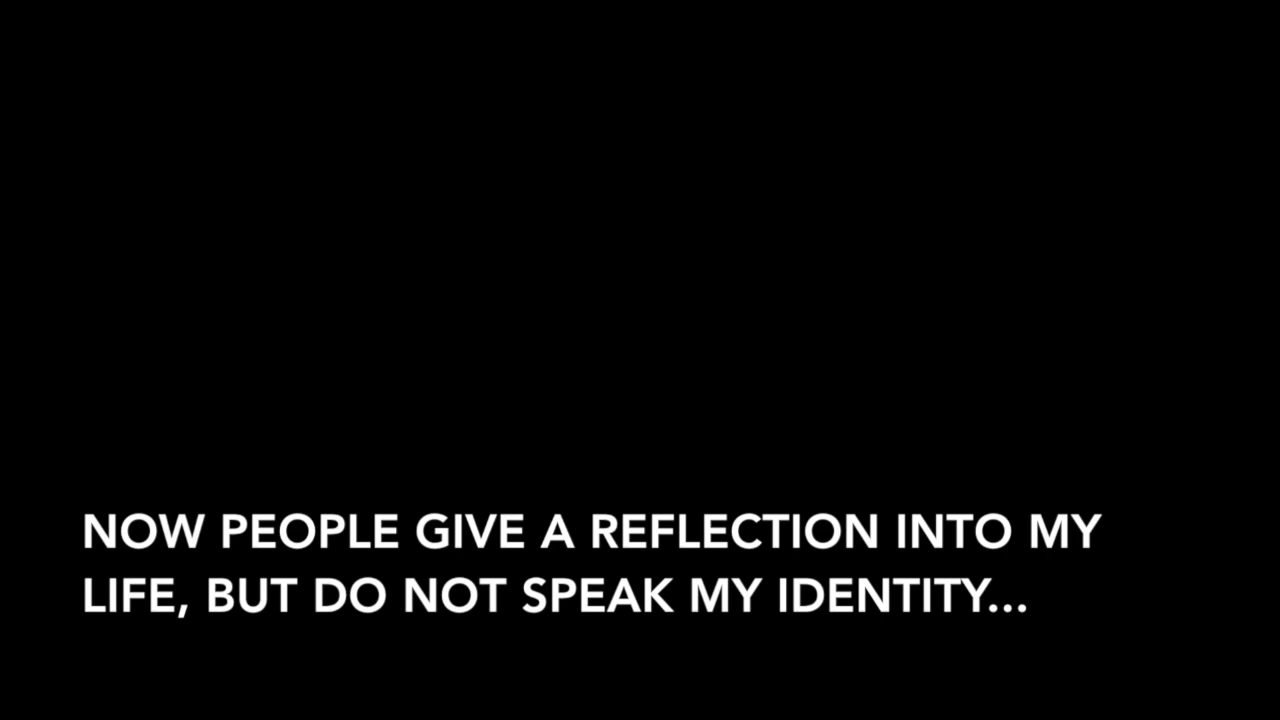 NOW PEOPLE GIVE A REFLECTION INTO MY
LIFE, BUT DO NOT SPEAK MY IDENTITY...